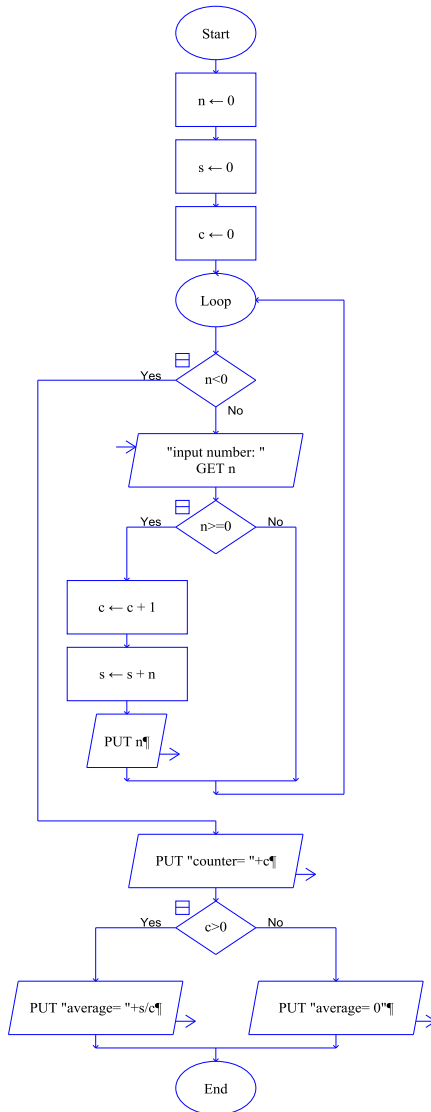 Start
n ← 0
s ← 0
c ← 0
Loop
Yes
n<0
No
"input number: "
GET n
Yes
n>=0
No
c ← c + 1
s ← s + n
PUT n¶
PUT "counter= "+c¶
Yes
c>0
No
PUT "average= "+s/c¶
PUT "average= 0"¶
End